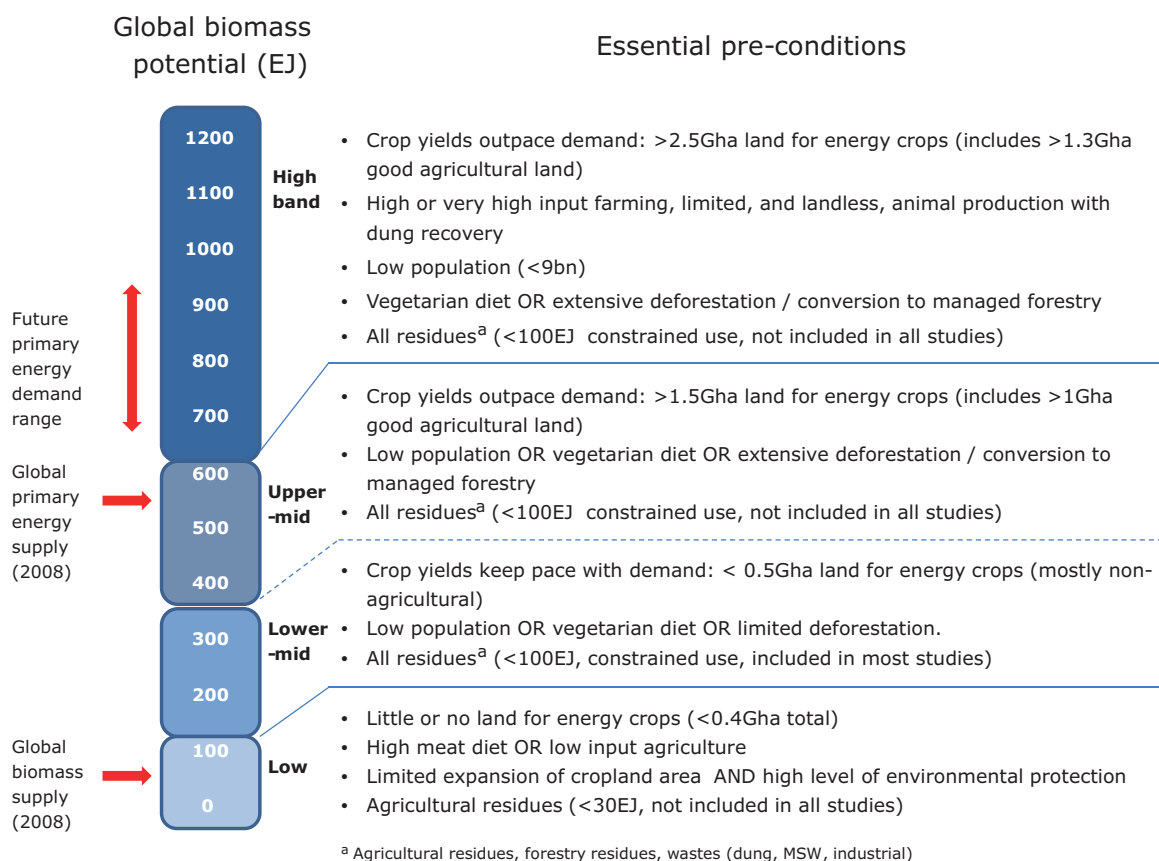 Global biomass
potential (EJ)
Essential pre-conditions
1200
1100
1000
900
800
700
600
500
400
300
200
100
0
High
band
Upper
-mid
Lower
-mid
Low
Future
primary
energy
demand
range
Global
primary
energy
supply
(2008)
Global
biomass
supply
(2008)
• Crop yields outpace demand: >2.5Gha land for energy crops (includes >1.3Gha
good agricultural land)
• High or very high input farming, limited, and landless, animal production with
dung recovery
• Low population (<9bn)
• Vegetarian diet OR extensive deforestation / conversion to managed forestry
• All residuesᵃ (<100EJ constrained use, not included in all studies)
• Crop yields outpace demand: >1.5Gha land for energy crops (includes >1Gha
good agricultural land)
• Low population OR vegetarian diet OR extensive deforestation / conversion to
managed forestry
• All residuesᵃ (<100EJ constrained use, not included in all studies)
• Crop yields keep pace with demand: < 0.5Gha land for energy crops (mostly non-
agricultural)
• Low population OR vegetarian diet OR limited deforestation.
• All residuesᵃ (<100EJ, constrained use, included in most studies)
• Little or no land for energy crops (<0.4Gha total)
• High meat diet OR low input agriculture
• Limited expansion of cropland area AND high level of environmental protection
• Agricultural residues (<30EJ, not included in all studies)
ᵃ Agricultural residues, forestry residues, wastes (dung, MSW, industrial)